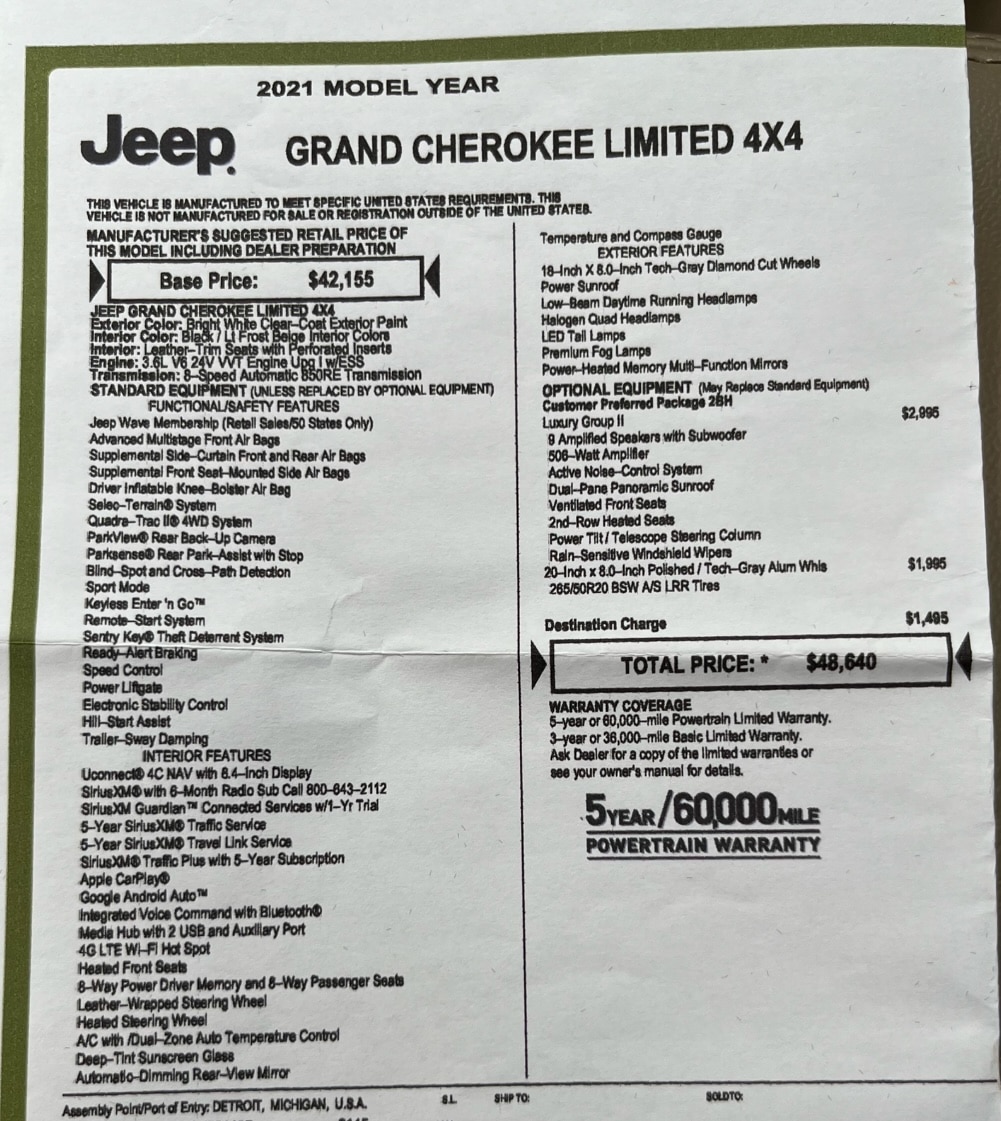 2021 MODEL YEAR
Jeep. GRAND CHEROKEE LIMITED 4X4
THIS VEHICLE IS MANUFACTURED TO MEET SPECIFIC UNITED STATES REQUIREMENTS. THIS
VEHICLE IS NOT MANUFACTURED FOR SALE OR REGISTRATION OUTSIDE OF THE UNITED STATES.
MANUFACTURER'S SUGGESTED RETAIL PRICE OF
THIS MODEL INCLUDING DEALER PREPARATION
Base Price: $42,155
JEEP GRAND CHEROKEE LIMITED 4X4
Exterior Color: Bright White Clear–Coat Exterior Paint
Interior Color: Black / Lt Frost Beige Interior Colors
Interior: Leather–Trim Seats with Perforated Inserts
Engine: 3.6L V6 24V VVT Engine Upg I w/ESS
Transmission: 8–Speed Automatic 850RE Transmission
STANDARD EQUIPMENT (UNLESS REPLACED BY OPTIONAL EQUIPMENT)
FUNCTIONAL/SAFETY FEATURES
Jeep Wave Membership (Retail Sales/50 States Only)
Advanced Multistage Front Air Bags
Supplemental Side–Curtain Front and Rear Air Bags
Supplemental Front Seat–Mounted Side Air Bags
Driver Inflatable Knee–Bolster Air Bag
Selec–Terrain® System
Quadra–Trac II® 4WD System
ParkView® Rear Back–Up Camera
Parksense® Rear Park–Assist with Stop
Blind–Spot and Cross–Path Detection
Sport Mode
Keyless Enter 'n Go™
Remote–Start System
Sentry Key® Theft Deterrent System
Ready–Alert Braking
Speed Control
Power Liftgate
Electronic Stability Control
Hill–Start Assist
Trailer–Sway Damping
INTERIOR FEATURES
Uconnect® 4C NAV with 8.4–Inch Display
SiriusXM® with 6–Month Radio Sub Call 800–643–2112
SiriusXM Guardian™ Connected Services w/1–Yr Trial
5–Year SiriusXM® Traffic Service
5–Year SiriusXM® Travel Link Service
SiriusXM® Traffic Plus with 5–Year Subscription
Apple CarPlay®
Google Android Auto™
Integrated Voice Command with Bluetooth®
Media Hub with 2 USB and Auxiliary Port
4G LTE Wi–Fi Hot Spot
Heated Front Seats
8–Way Power Driver Memory and 8–Way Passenger Seats
Leather–Wrapped Steering Wheel
Heated Steering Wheel
A/C with /Dual–Zone Auto Temperature Control
Deep–Tint Sunscreen Glass
Automatic–Dimming Rear–View Mirror
Temperature and Compass Gauge
EXTERIOR FEATURES
18–Inch X 8.0–Inch Tech–Gray Diamond Cut Wheels
Power Sunroof
Low–Beam Daytime Running Headlamps
Halogen Quad Headlamps
LED Tail Lamps
Premium Fog Lamps
Power–Heated Memory Multi–Function Mirrors
OPTIONAL EQUIPMENT (May Replace Standard Equipment)
Customer Preferred Package 2BH
Luxury Group II $2,995
9 Amplified Speakers with Subwoofer
506–Watt Amplifier
Active Noise–Control System
Dual–Pane Panoramic Sunroof
Ventilated Front Seats
2nd–Row Heated Seats
Power Tilt / Telescope Steering Column
Rain–Sensitive Windshield Wipers
20–Inch x 8.0–Inch Polished / Tech–Gray Alum Whls $1,995
265/50R20 BSW A/S LRR Tires
Destination Charge $1,495
TOTAL PRICE: * $48,640
WARRANTY COVERAGE
5–year or 60,000–mile Powertrain Limited Warranty.
3–year or 36,000–mile Basic Limited Warranty.
Ask Dealer for a copy of the limited warranties or
see your owner's manual for details.
5YEAR/60,000MILE
POWERTRAIN WARRANTY
Assembly Point/Port of Entry: DETROIT, MICHIGAN, U.S.A. S.L. SHIP TO: SOLD TO: